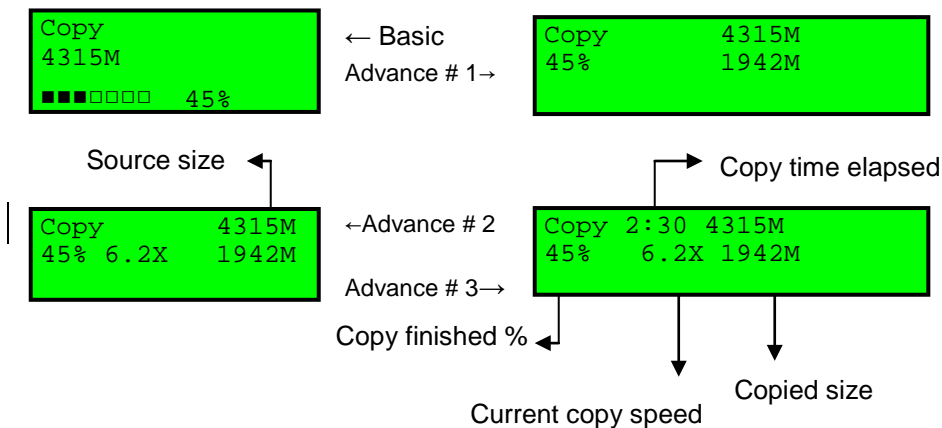 Copy
4315M
■■■□□□□ 45%
← Basic
Advance # 1→
Copy 4315M
45% 1942M
Source size
Copy time elapsed
Copy 4315M
45% 6.2X 1942M
←Advance # 2
Advance # 3→
Copy 2:30 4315M
45% 6.2X 1942M
Copy finished %
Copied size
Current copy speed